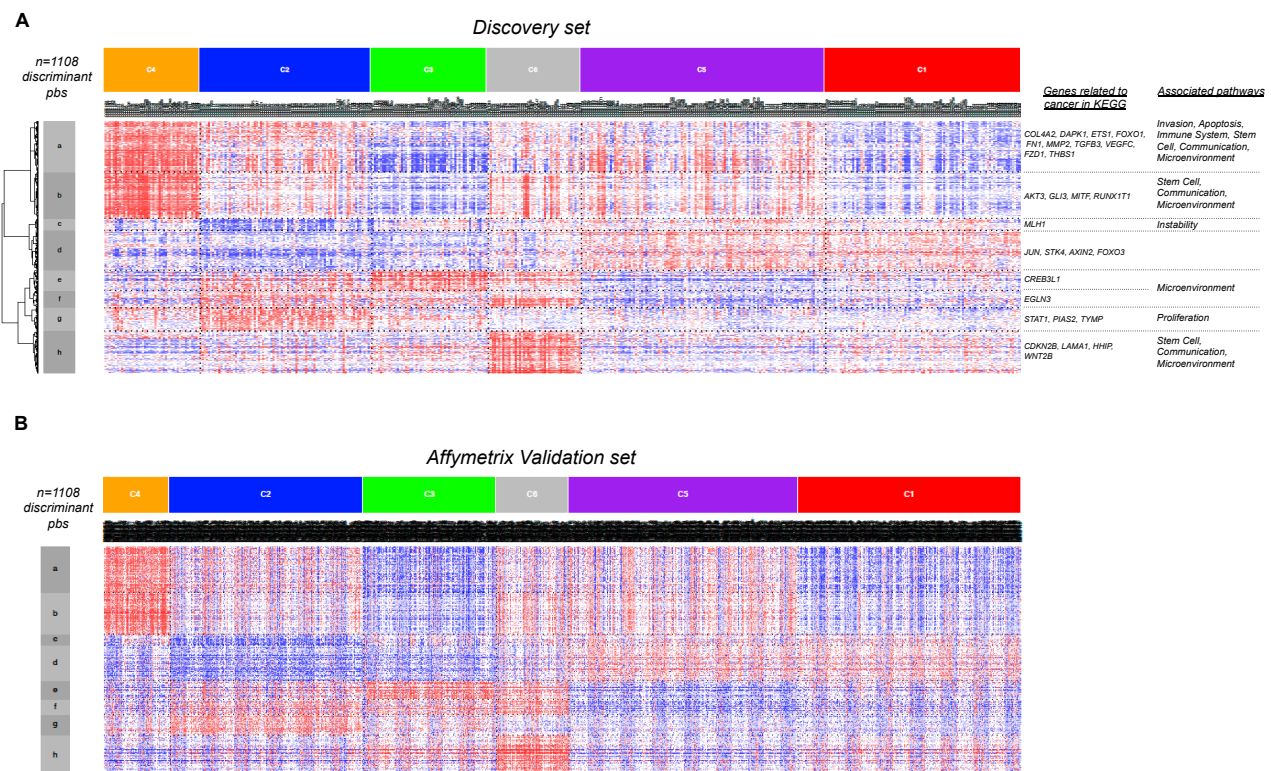 A
Discovery set
n=1108
discriminant
pbs
C4
C2
C3
C6
C5
C1
Genes related to
cancer in KEGG
Associated pathways
a
COL4A2, DAPK1, ETS1, FOXO1,
FN1, MMP2, TGFB3, VEGFC,
FZD1, THBS1
Invasion, Apoptosis,
Immune System, Stem
Cell, Communication,
Microenvironment
b
AKT3, GLI3, MITF, RUNX1T1
Stem Cell,
Communication,
Microenvironment
c
MLH1
Instability
d
JUN, STK4, AXIN2, FOXO3
e
CREB3L1
Microenvironment
f
EGLN3
g
STAT1, PIAS2, TYMP
Proliferation
h
CDKN2B, LAMA1, HHIP,
WNT2B
Stem Cell,
Communication,
Microenvironment
B
Affymetrix Validation set
n=1108
discriminant
pbs
C4
C2
C3
C6
C5
C1
a
b
c
d
e
f
g
h